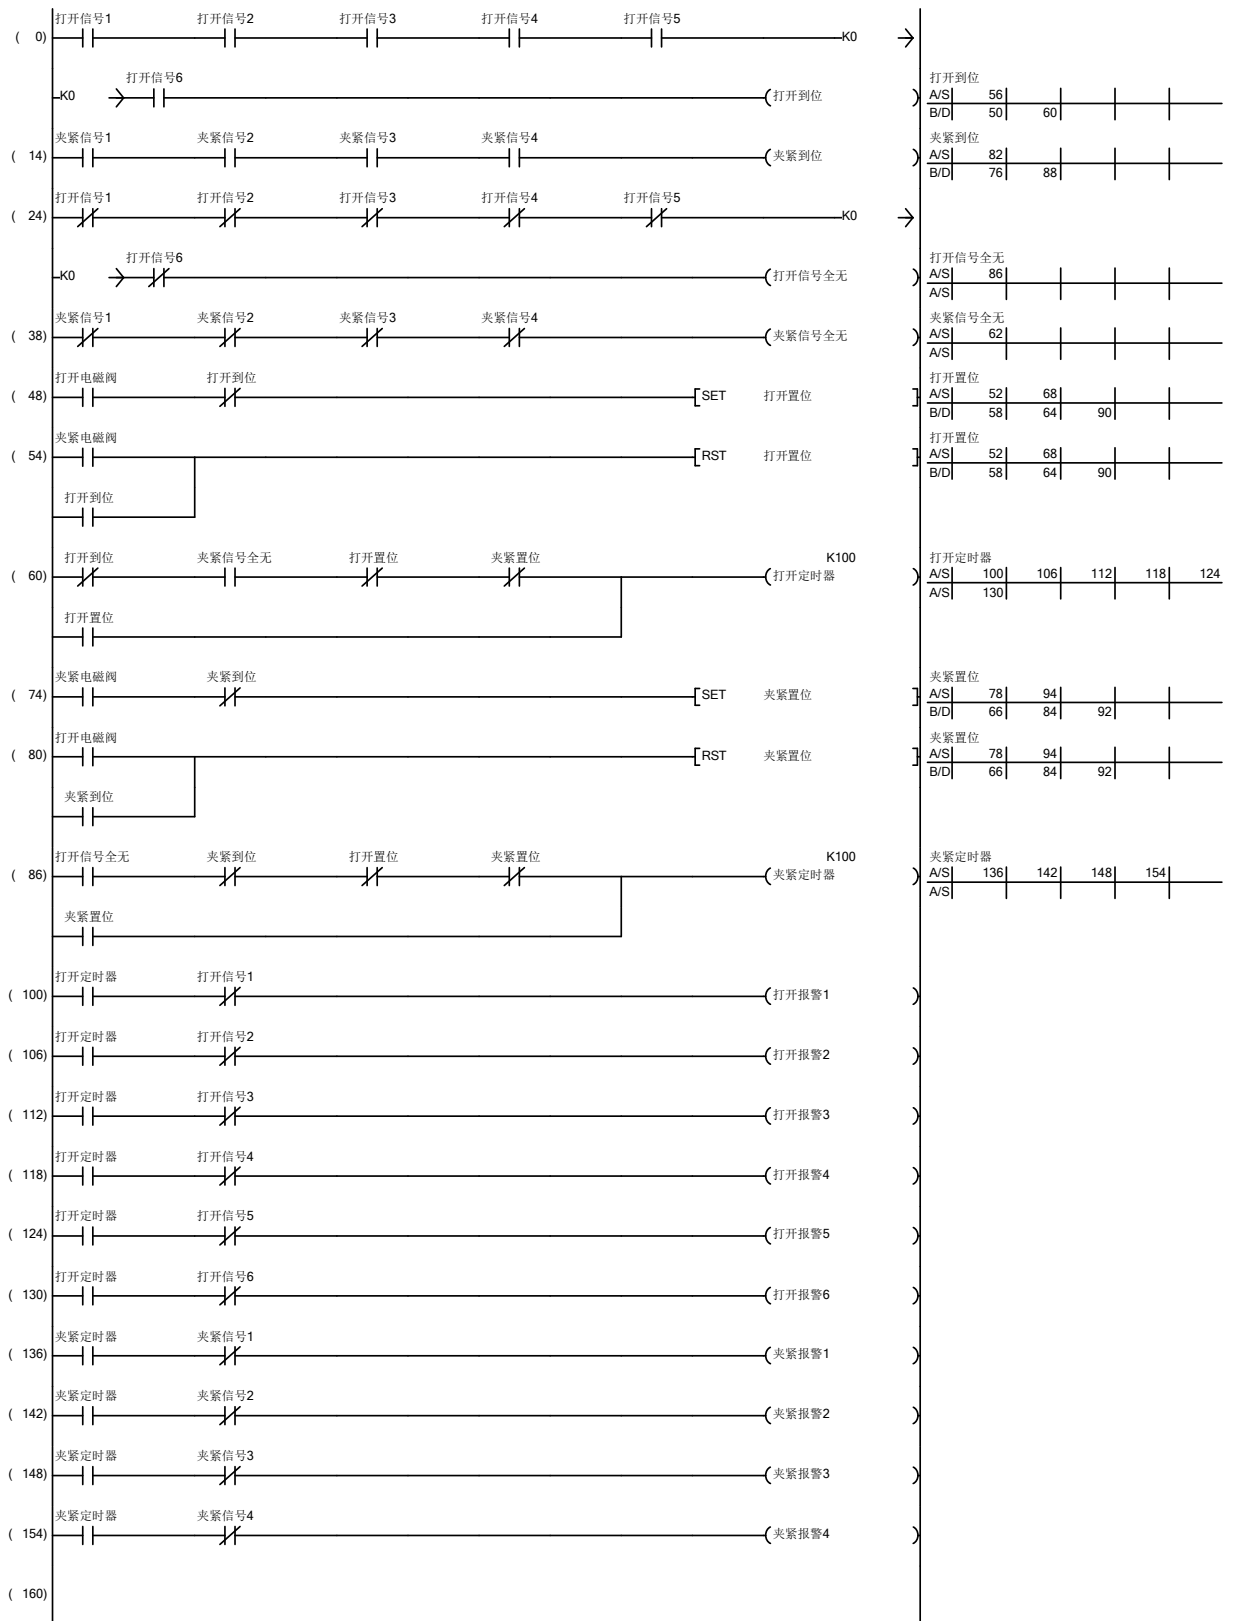 打开信号1 打开信号2 打开信号3 打开信号4 打开信号5
( 0) K0
打开信号6 打开到位
K0 打开到位 A/S 56
B/D 50 60
夹紧信号1 夹紧信号2 夹紧信号3 夹紧信号4 夹紧到位
( 14) 夹紧到位 A/S 82
B/D 76 88
打开信号1 打开信号2 打开信号3 打开信号4 打开信号5
( 24) K0
打开信号6 打开信号全无
K0 打开信号全无 A/S 86
A/S
夹紧信号1 夹紧信号2 夹紧信号3 夹紧信号4 夹紧信号全无
( 38) 夹紧信号全无 A/S 62
A/S
打开电磁阀 打开到位 打开置位
( 48) SET 打开置位 A/S 52 68
B/D 58 64 90
夹紧电磁阀 打开置位
( 54) RST 打开置位 A/S 52 68
B/D 58 64 90
打开到位
打开到位 夹紧信号全无 打开置位 夹紧置位 K100 打开定时器
( 60) 打开定时器 A/S 100 106 112 118 124
A/S 130
打开置位
夹紧电磁阀 夹紧到位 夹紧置位
( 74) SET 夹紧置位 A/S 78 94
B/D 66 84 92
打开电磁阀 夹紧置位
( 80) RST 夹紧置位 A/S 78 94
B/D 66 84 92
夹紧到位
打开信号全无 夹紧到位 打开置位 夹紧置位 K100 夹紧定时器
( 86) 夹紧定时器 A/S 136 142 148 154
A/S
夹紧置位
打开定时器 打开信号1
( 100) 打开报警1
打开定时器 打开信号2
( 106) 打开报警2
打开定时器 打开信号3
( 112) 打开报警3
打开定时器 打开信号4
( 118) 打开报警4
打开定时器 打开信号5
( 124) 打开报警5
打开定时器 打开信号6
( 130) 打开报警6
夹紧定时器 夹紧信号1
( 136) 夹紧报警1
夹紧定时器 夹紧信号2
( 142) 夹紧报警2
夹紧定时器 夹紧信号3
( 148) 夹紧报警3
夹紧定时器 夹紧信号4
( 154) 夹紧报警4
( 160)